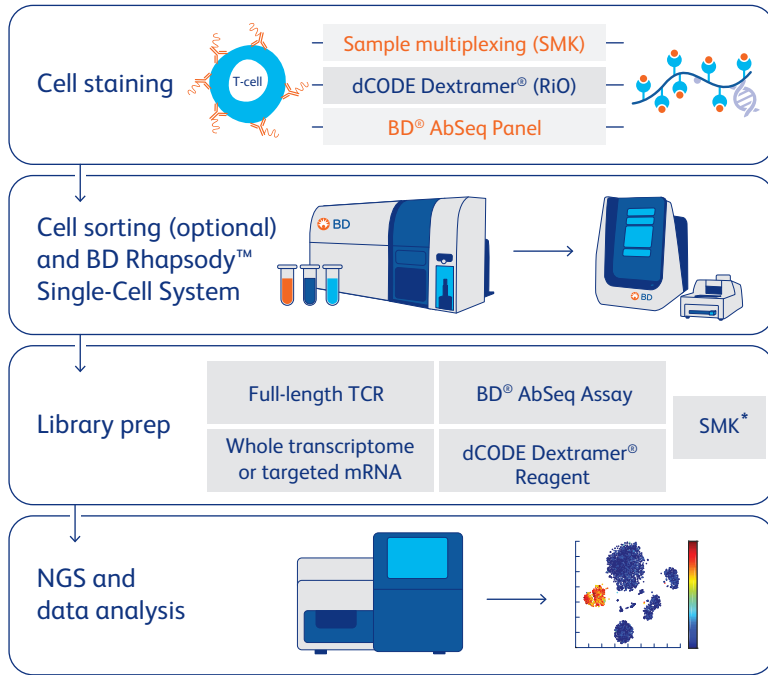 Cell staining
T-cell
Sample multiplexing (SMK)
dCODE Dextramer® (RiO)
BD® AbSeq Panel
Cell sorting (optional)
and BD Rhapsody™
Single-Cell System
BD
BD
Library prep
Full-length TCR
BD® AbSeq Assay
SMK*
Whole transcriptome
or targeted mRNA
dCODE Dextramer®
Reagent
NGS and
data analysis